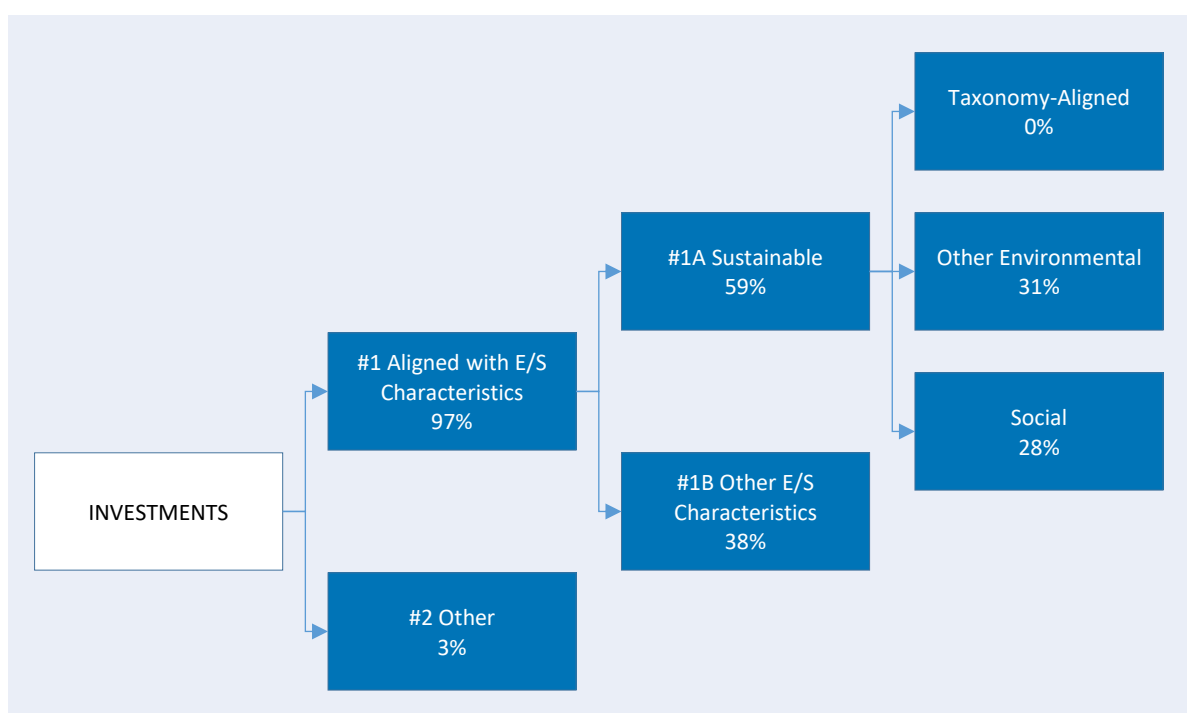 INVESTMENTS
#1 Aligned with E/S
Characteristics
97%
#2 Other
3%
#1A Sustainable
59%
#1B Other E/S
Characteristics
38%
Taxonomy-Aligned
0%
Other Environmental
31%
Social
28%